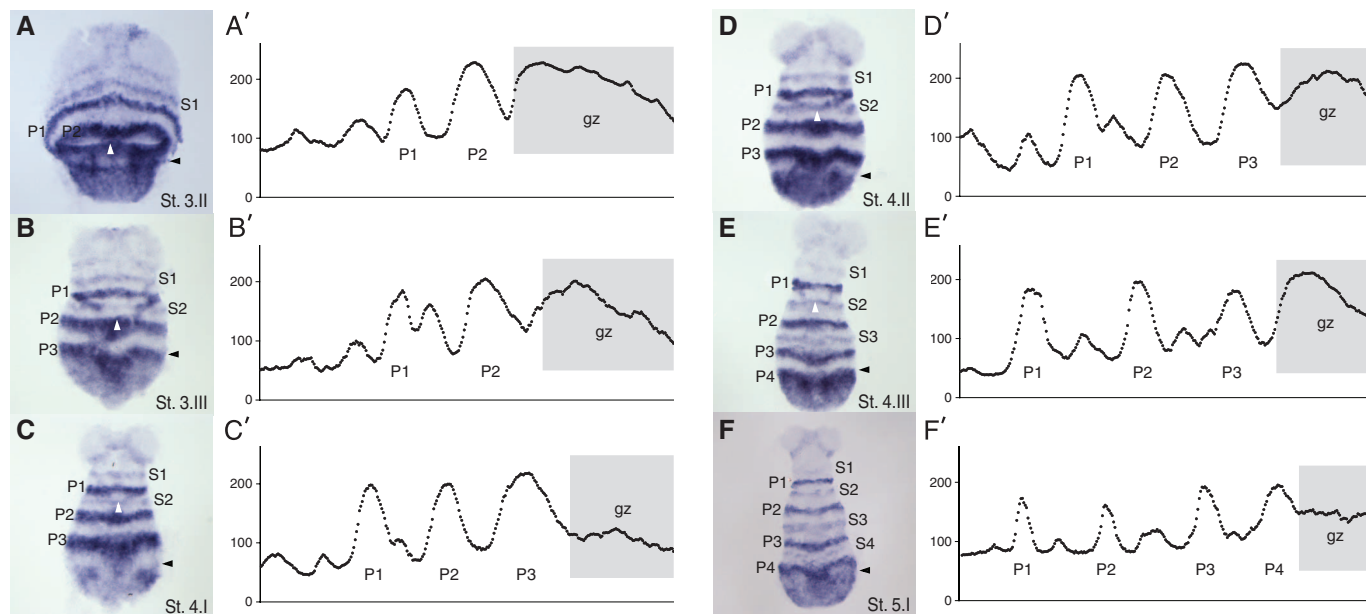 A
P1 P2
S1
St. 3.II
A′
200
100
0
P1 P2
gz
B
P1
P2
P3
S1
S2
St. 3.III
B′
200
100
0
P1 P2
gz
C
P1
P2
P3
S1
S2
St. 4.I
C′
200
100
0
P1 P2 P3
gz
D
P1
P2
P3
S1
S2
St. 4.II
D′
200
100
0
P1 P2 P3
gz
E
P1
P2
P3
P4
S1
S2
S3
St. 4.III
E′
200
100
0
P1 P2 P3
gz
F
P1
P2
P3
P4
S1
S2
S3
S4
St. 5.I
F′
200
100
0
P1 P2 P3 P4
gz